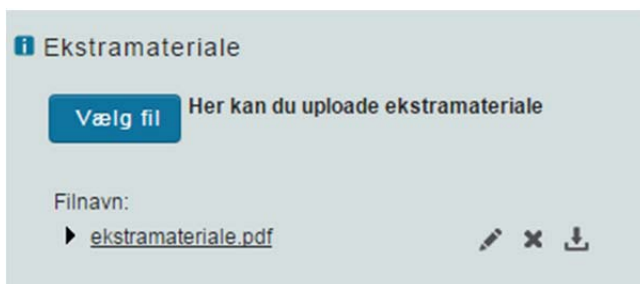 Ekstramateriale
Vælg fil
Her kan du uploade ekstramateriale
Filnavn:
ekstramateriale.pdf